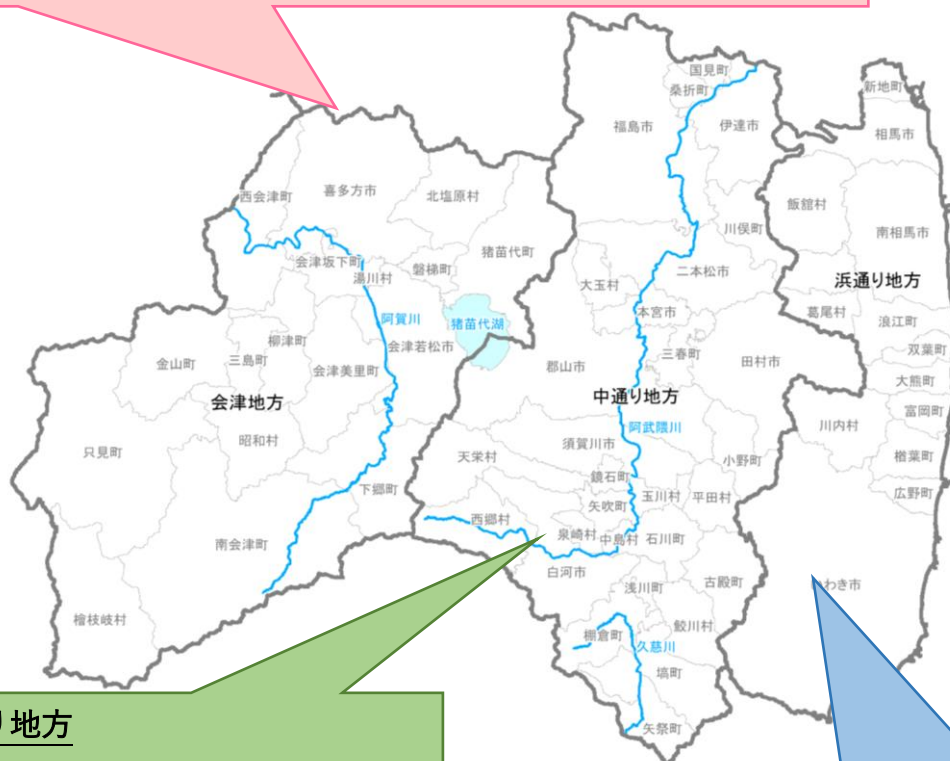 国見町
桑折町
新地町
福島市
伊達市
相馬市
西会津町
喜多方市
北塩原村
飯舘村
川俣町
南相馬市
猪苗代町
会津坂下町
磐梯町
湯川村
二本松市
大玉村
浜通り地方
本宮市
葛尾村
浪江町
阿賀川
猪苗代湖
会津若松市
柳津町
三島町
金山町
会津美里町
郡山市
三春町
田村市
双葉町
大熊町
会津地方
中通り地方
富岡町
阿武隈川
川内村
昭和村
只見町
須賀川市
天栄村
小野町
楢葉町
鏡石町
下郷町
玉川村
平田村
広野町
矢吹町
西郷村
泉崎村
中島村
石川町
南会津町
白河市
浅川町
古殿町
いわき市
檜枝岐村
鮫川村
棚倉町
久慈川
塙町
矢祭町
り地方